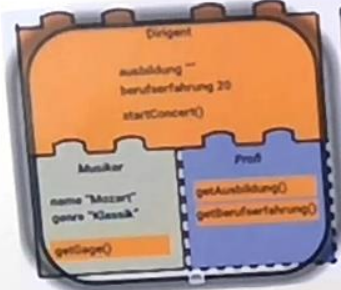 Dirigent
ausbildung ""
berufserfahrung 20
startConcert()
Musiker
name "Mozart"
genre "Klassik"
getGage()
Profi
getAusbildung()
getBerufserfahrung()